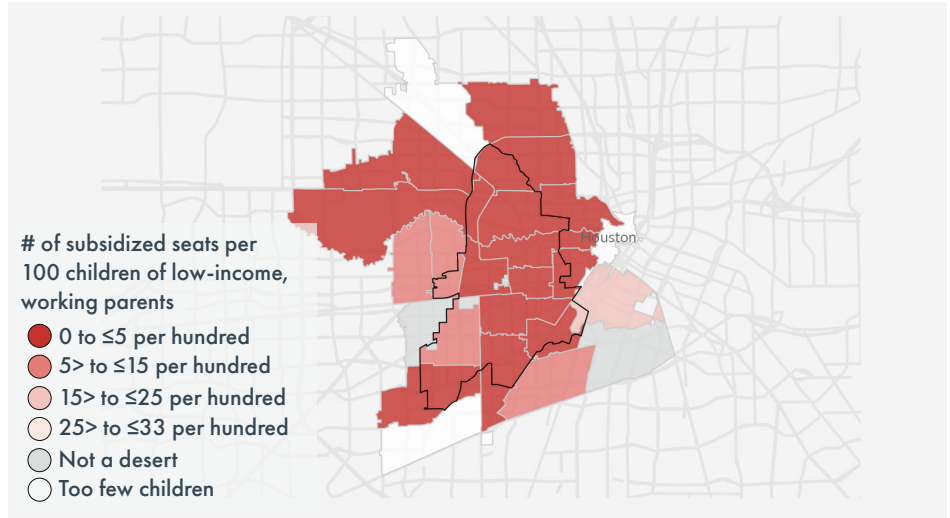 Houston
# of subsidized seats per
100 children of low-income,
working parents
0 to ≤5 per hundred
5> to ≤15 per hundred
15> to ≤25 per hundred
25> to ≤33 per hundred
Not a desert
Too few children